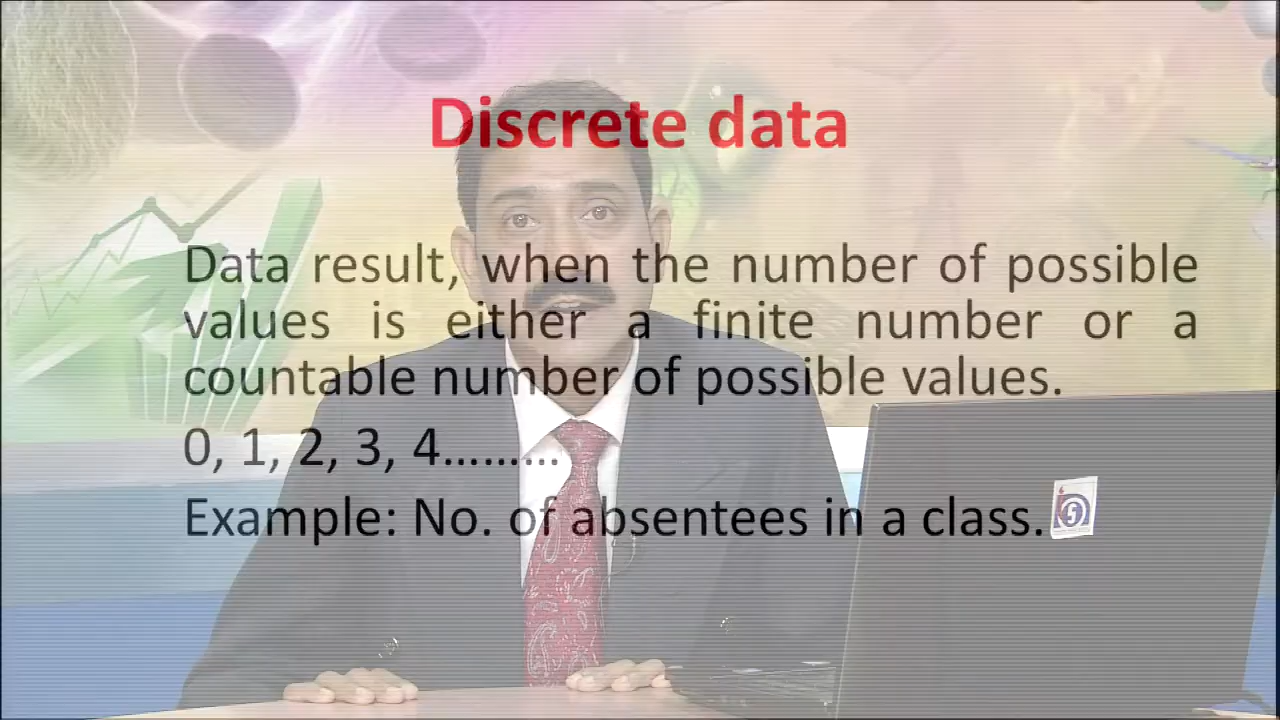 Discrete data
Data result, when the number of possible
values is either a finite number or a
countable number of possible values.
0, 1, 2, 3, 4.........
Example: No. of absentees in a class.